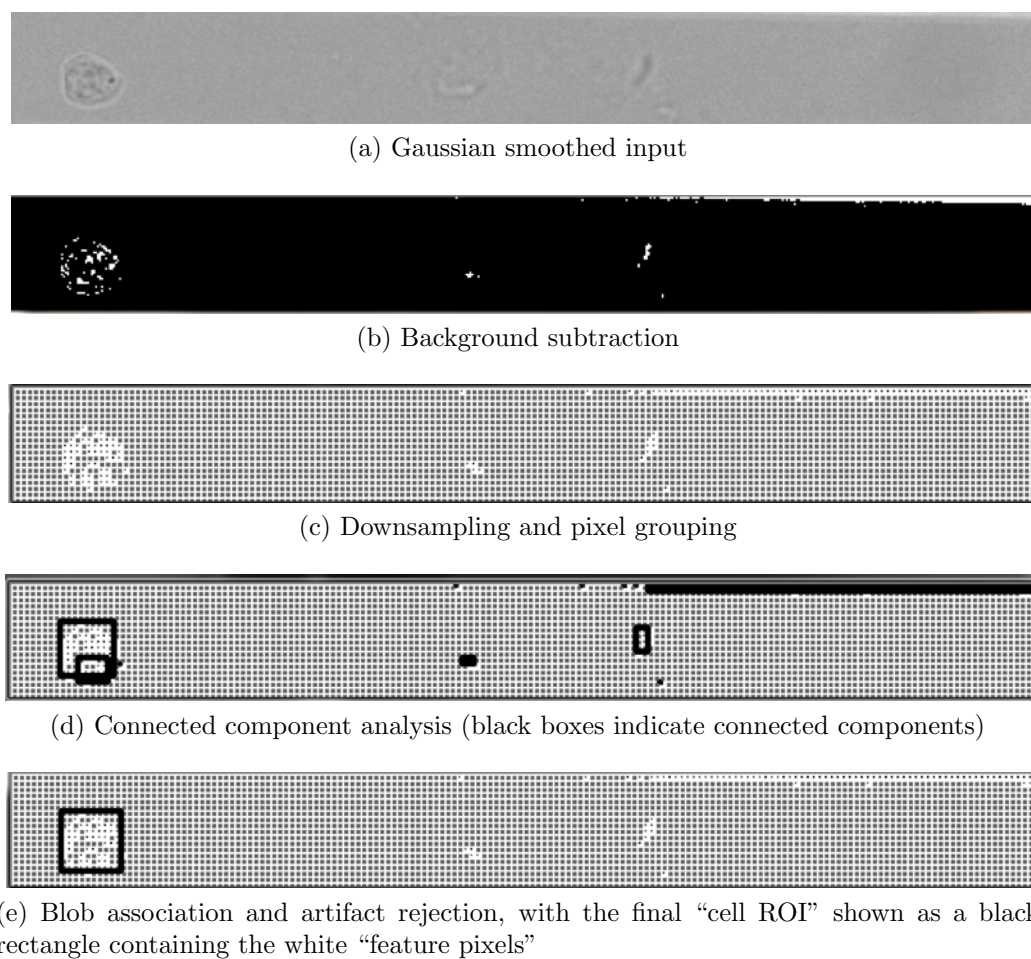 (a) Gaussian smoothed input
(b) Background subtraction
(c) Downsampling and pixel grouping
(d) Connected component analysis (black boxes indicate connected components)
(e) Blob association and artifact rejection, with the final “cell ROI” shown as a black
rectangle containing the white “feature pixels”